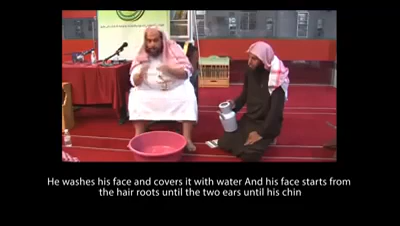 He washes his face and covers it with water And his face starts from
the hair roots until the two ears until his chin